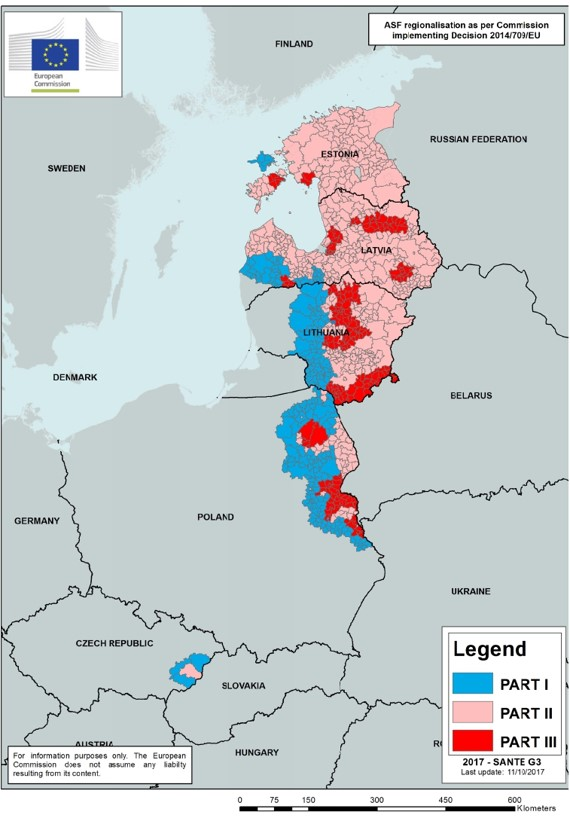 ASF regionalisation as per Commission
implementing Decision 2014/709/EU
European
Commission
FINLAND
RUSSIAN FEDERATION
ESTONIA
SWEDEN
LATVIA
LITHUANIA
DENMARK
BELARUS
GERMANY
POLAND
UKRAINE
CZECH REPUBLIC
SLOVAKIA
AUSTRIA
HUNGARY
Legend
PART I
PART II
PART III
2017 - SANTE G3
Last update: 11/10/2017
For information purposes only. The European
Commission does not assume any liability
resulting from its content.
0 75 150 300 450 600
Kilometers